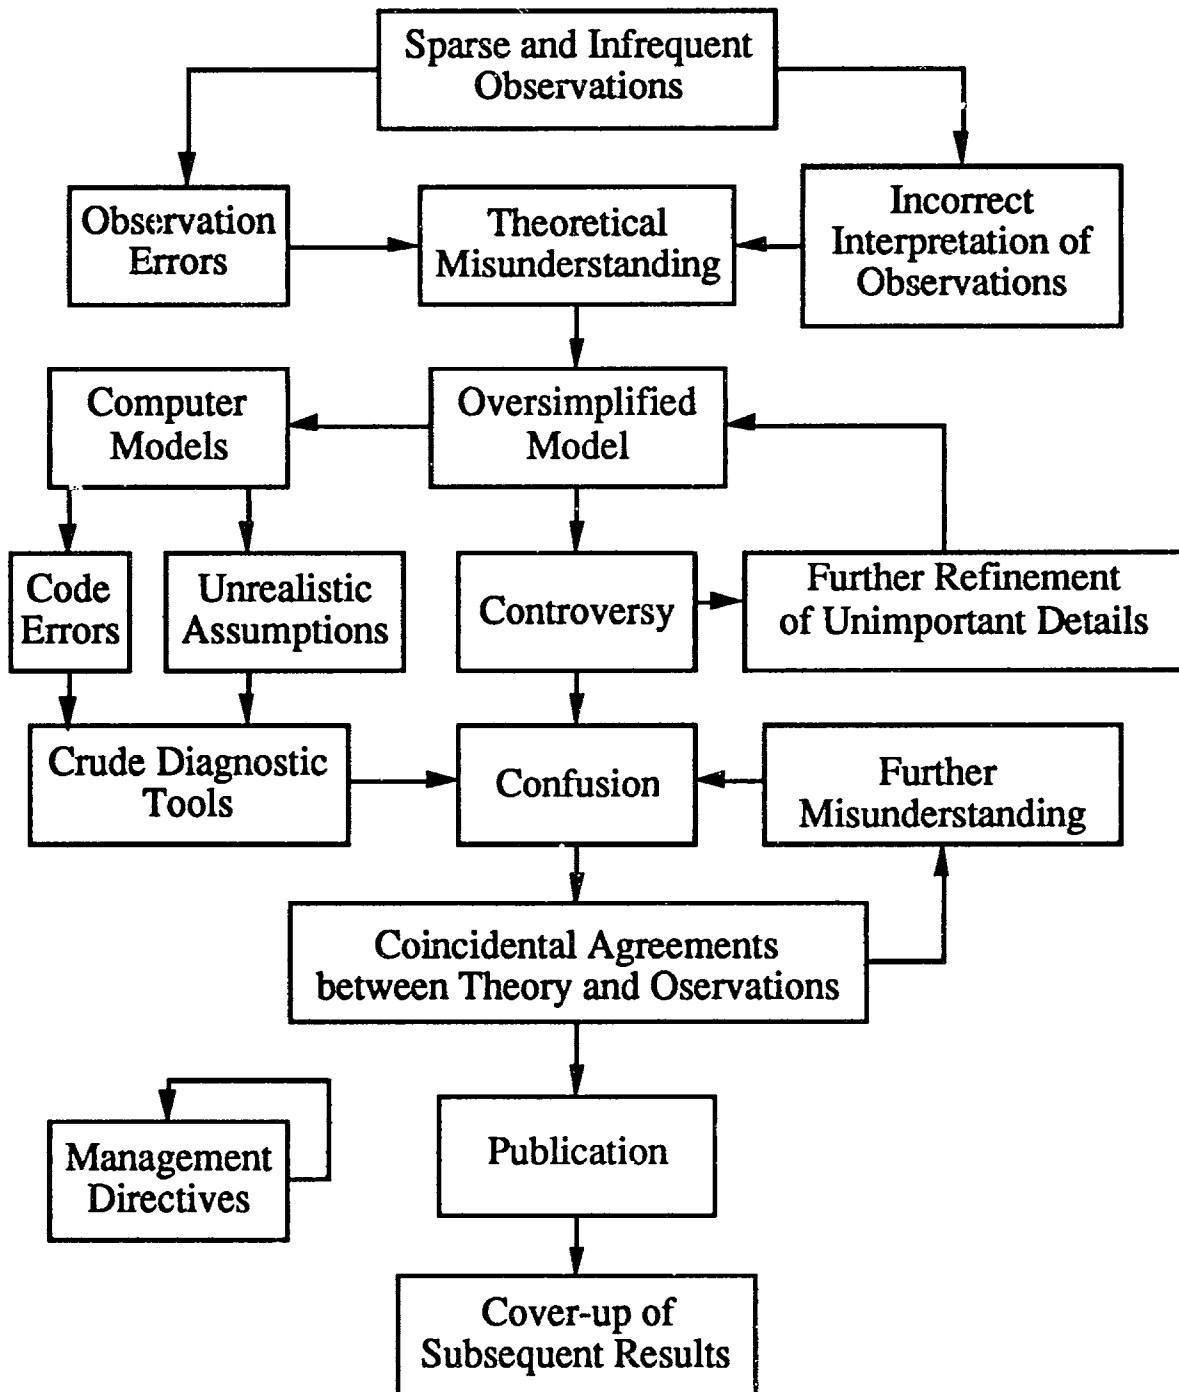 Sparse and Infrequent
Observations
Observation
Errors
Theoretical
Misunderstanding
Incorrect
Interpretation of
Observations
Computer
Models
Oversimplified
Model
Code
Errors
Unrealistic
Assumptions
Controversy
Further Refinement
of Unimportant Details
Crude Diagnostic
Tools
Confusion
Further
Misunderstanding
Coincidental Agreements
between Theory and Oservations
Management
Directives
Publication
Cover-up of
Subsequent Results